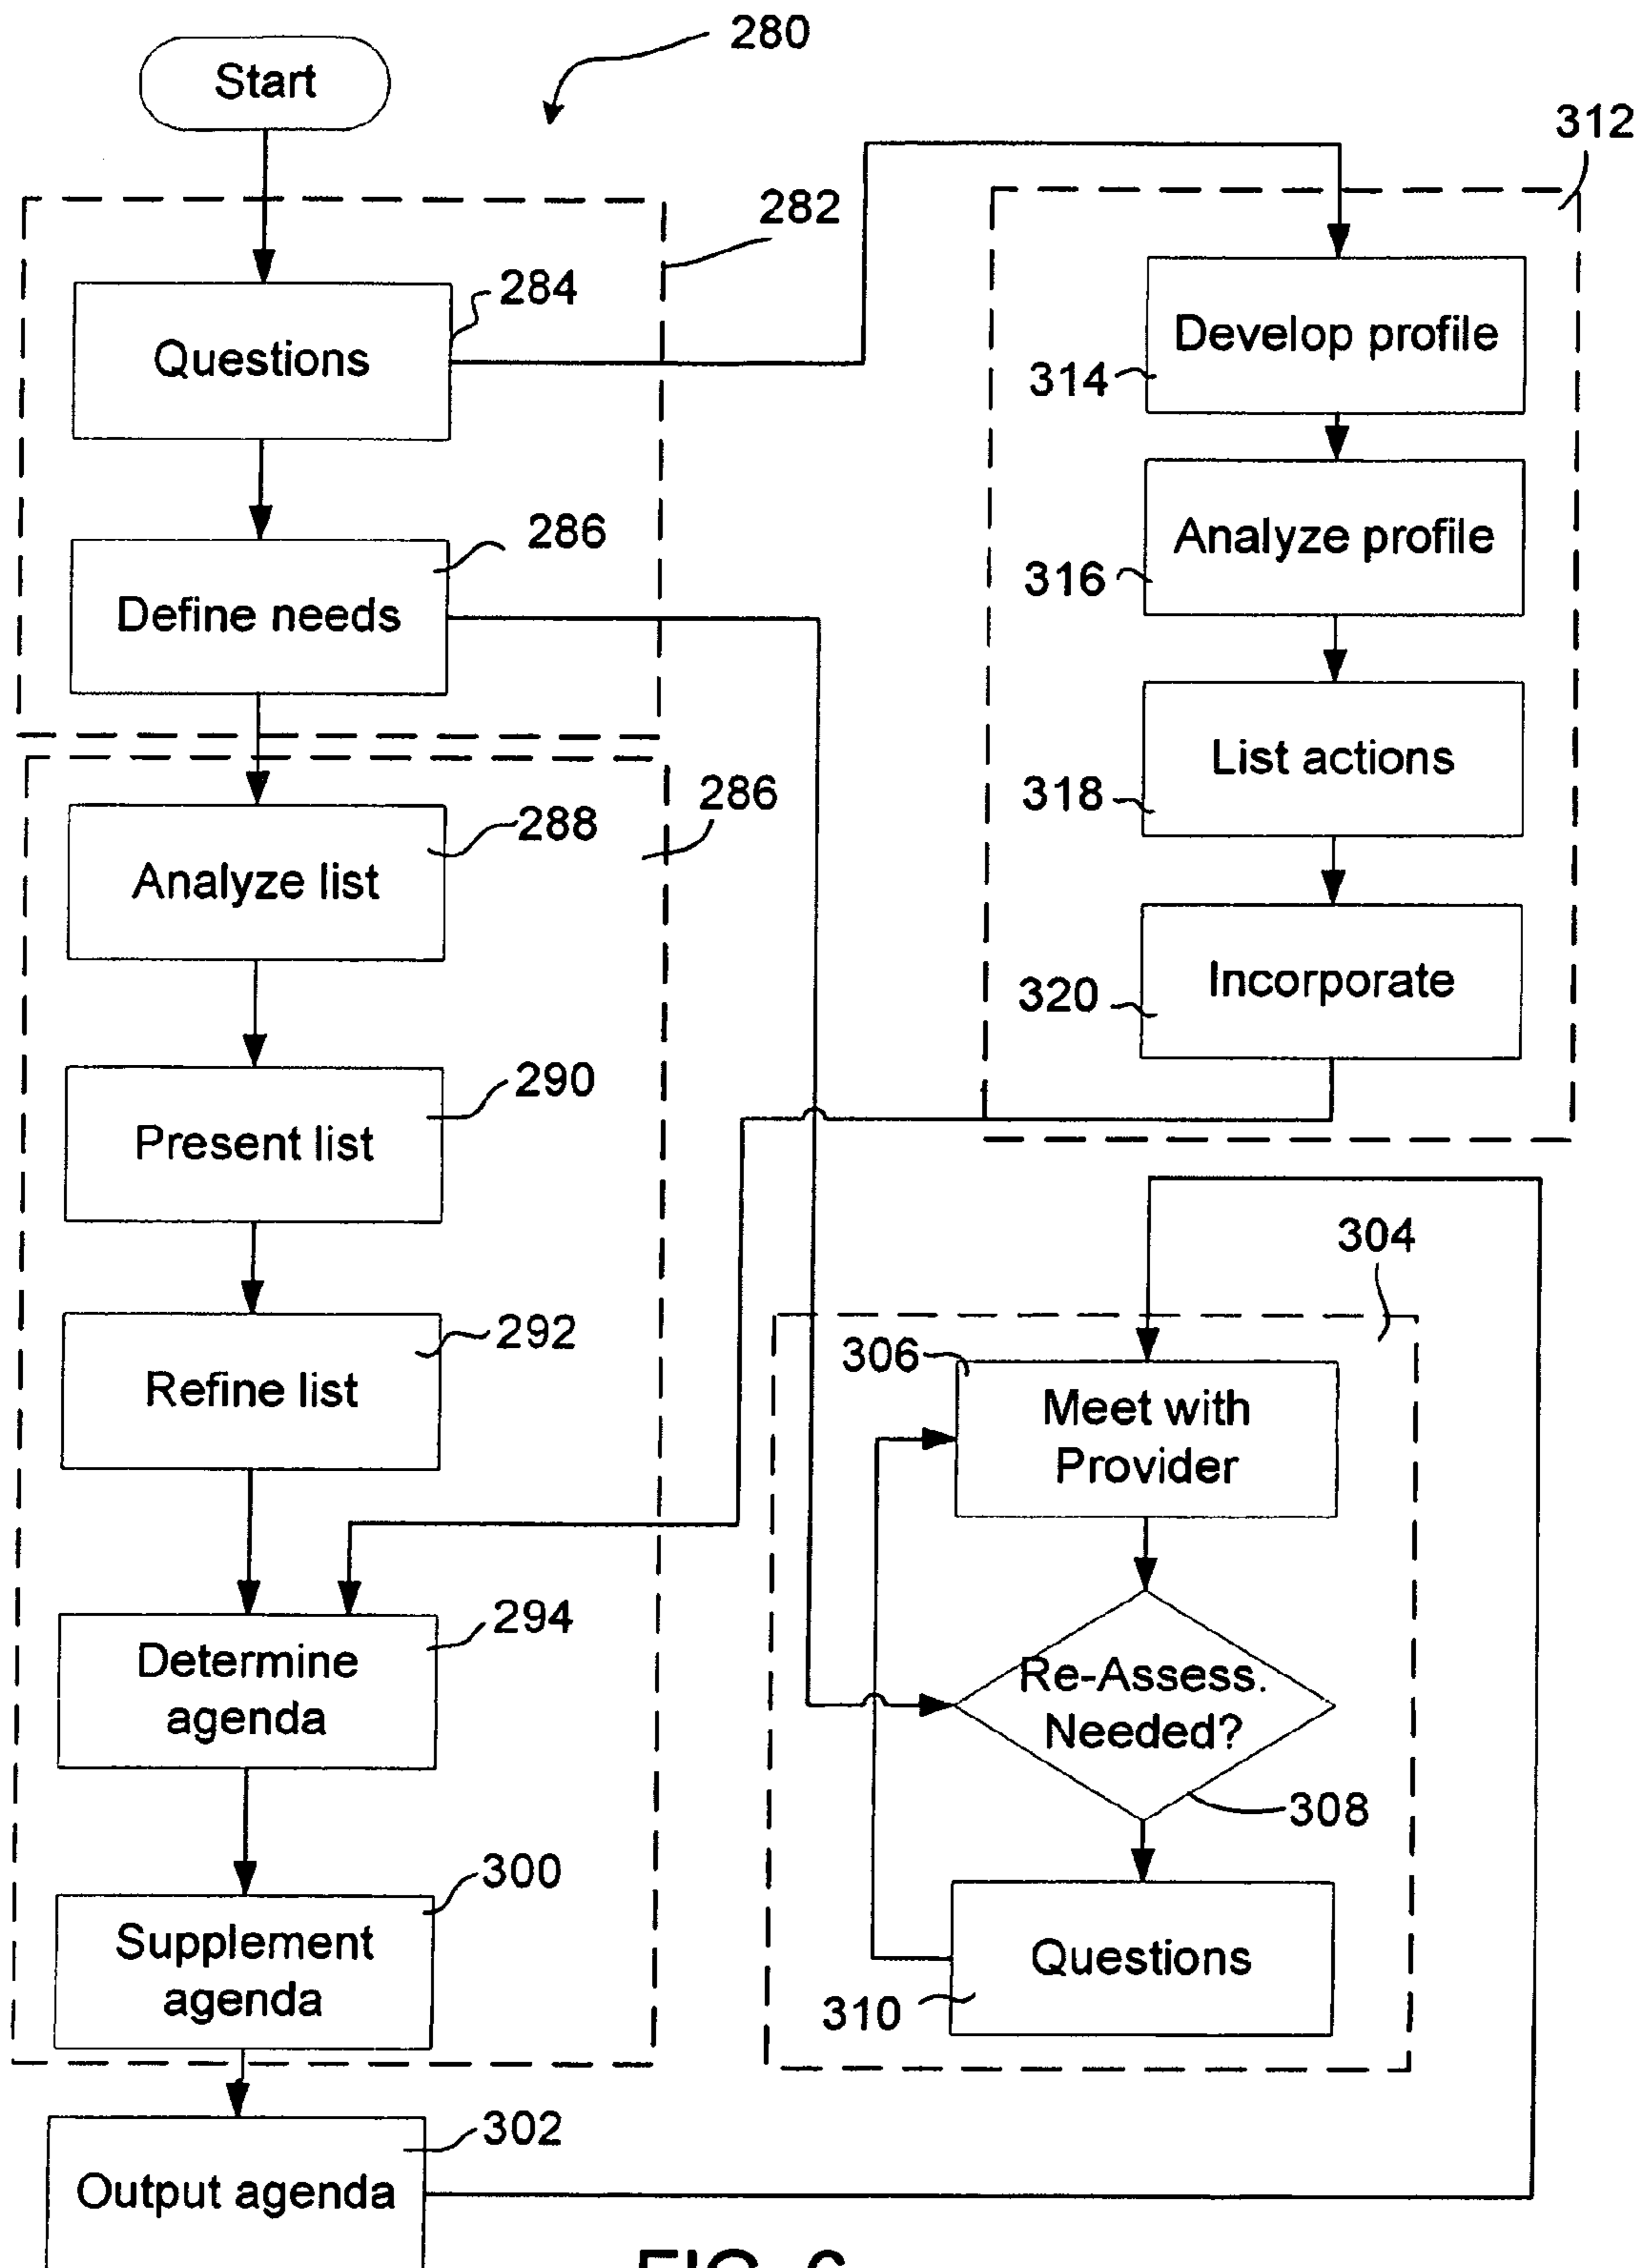 280
Start
312
282
284
Questions
Develop profile
314
286
Define needs
Analyze profile
316
List actions
318
286
288
Analyze list
Incorporate
320
290
Present list
304
292
Refine list
306
Meet with
Provider
294
Determine
agenda
Re-Assess.
Needed?
308
300
Supplement
agenda
Questions
310
302
Output agenda
FIG. 6